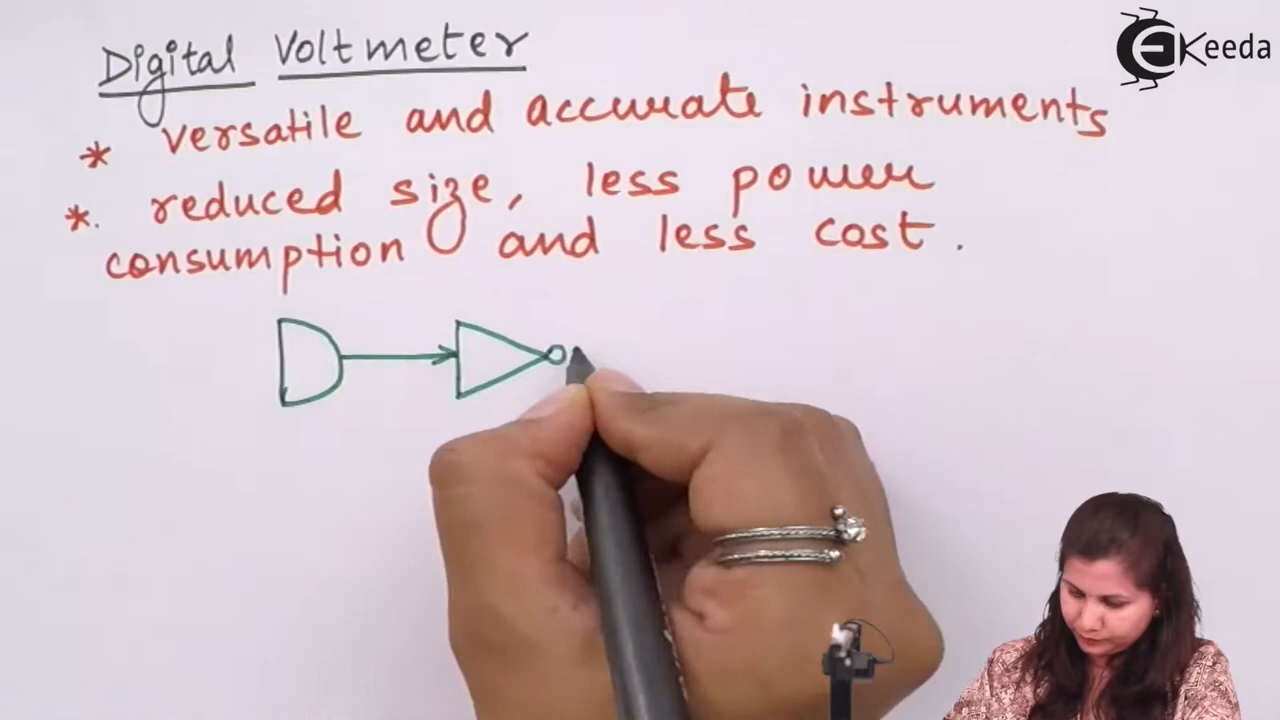 Digital Voltmeter
* versatile and accurate instruments
*. reduced size, less power
consumption and less cost.
EKeeda